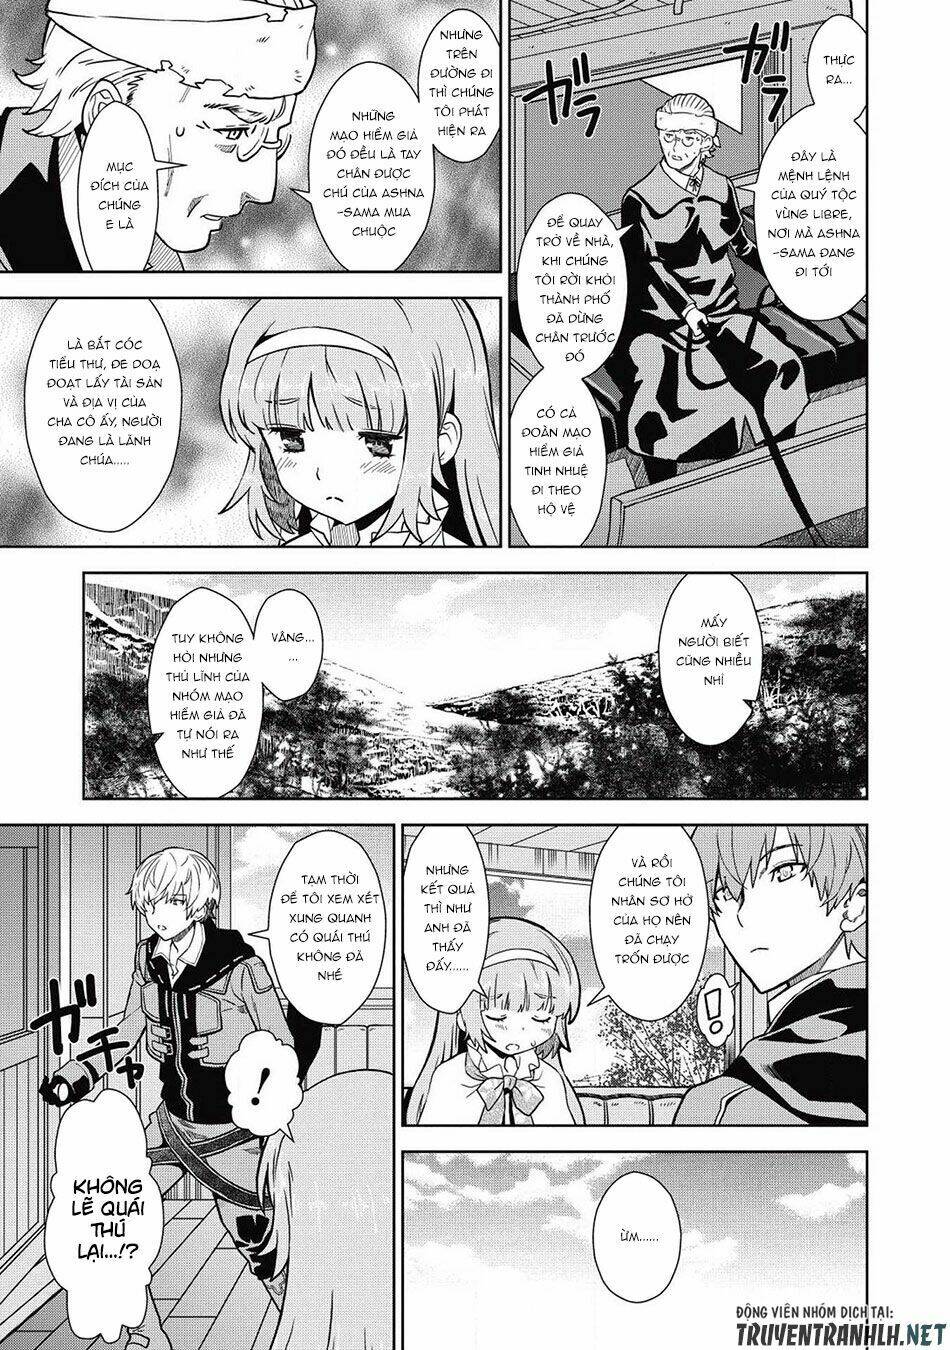 THỰC
RA...
ĐÂY LÀ
MỆNH LỆNH
CỦA QUÝ TỘC
VÙNG LIBRE,
NƠI MÀ ASHNA
-SAMA ĐANG
ĐI TỚI
ガラ
ガラ
ĐỂ QUAY
TRỞ VỀ NHÀ,
KHI CHÚNG
TÔI RỜI KHỎI
THÀNH PHỐ
ĐÃ DỪNG
CHÂN TRƯỚC
ĐÓ
CÓ CẢ
ĐOÀN MẠO
HIỂM GIẢ
TINH NHUỆ
ĐI THEO
HỘ VỆ
NHƯNG
TRÊN
ĐƯỜNG ĐI
THÌ CHÚNG
TÔI PHÁT
HIỆN RA
NHỮNG
MẠO HIỂM GIẢ
ĐÓ ĐỀU LÀ TAY
CHÂN ĐƯỢC
CHÚ CỦA ASHNA
-SAMA MUA
CHUỘC
MỤC
ĐÍCH CỦA
CHÚNG
E LÀ
LÀ BẮT CÓC
TIỂU THƯ, ĐE DOẠ
ĐOẠT LẤY TÀI SẢN
VÀ ĐỊA VỊ CỦA
CHA CÔ ẤY, NGƯỜI
ĐANG LÀ LÃNH
CHÚA.....
MẤY
NGƯỜI BIẾT
CŨNG NHIỀU
NHỈ
VÂNG...
...
TUY KHÔNG
HỎI NHƯNG
THỦ LĨNH CỦA
NHÓM MẠO
HIỂM GIẢ ĐÃ
TỰ NÓI RA
NHƯ THẾ
VÀ RỒI
CHÚNG TÔI
NHÂN SƠ HỞ
CỦA HỌ NÊN
ĐÃ CHẠY
TRỐN ĐƯỢC
!
NHƯNG
KẾT QUẢ
THÌ NHƯ
ANH ĐÃ
THẤY
ĐẤY......
TẠM THỜI
ĐỂ TÔI XEM XÉT
XUNG QUANH
CÓ QUÁI THÚ
KHÔNG ĐÃ
NHÉ
ガチャ
!
KHÔNG
LẼ QUÁI
THÚ
LẠI...!?
ỪM......
ĐỘNG VIÊN NHÓM DỊCH TẠI:
TRUYENTRANHLH.NET